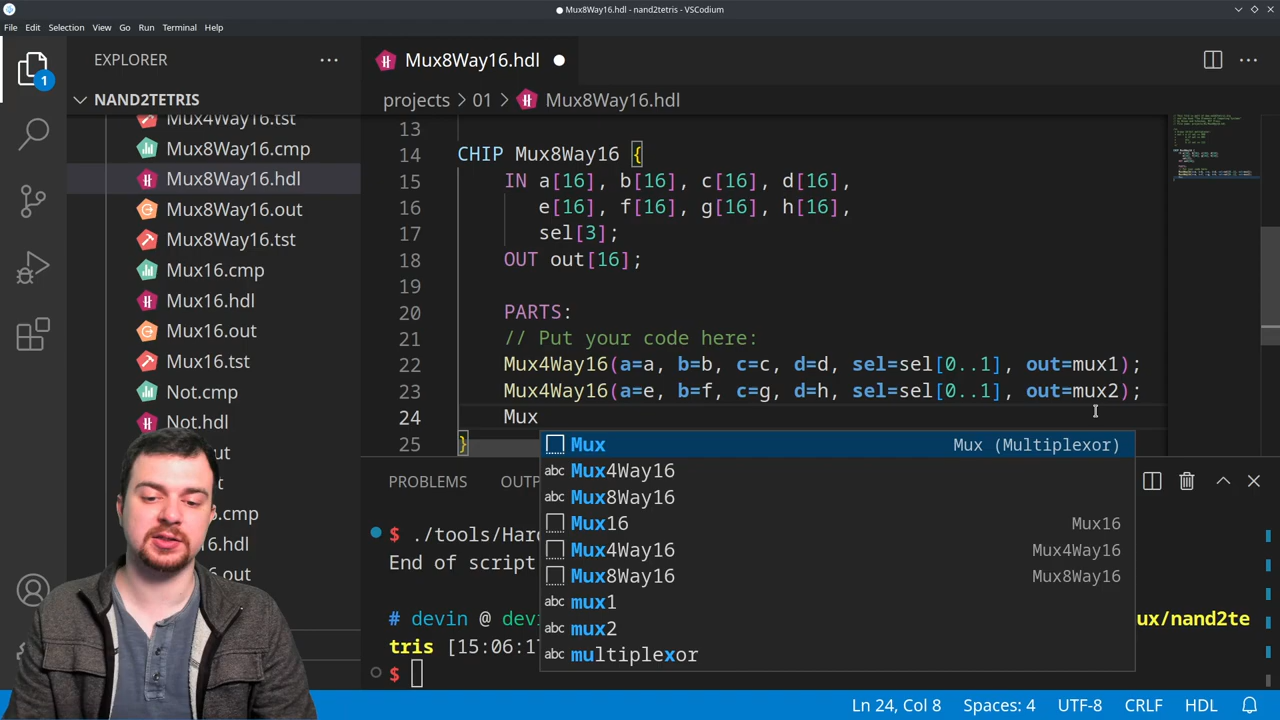 Mux8Way16.hdl - nand2tetris - VSCodium
File Edit Selection View Go Run Terminal Help
EXPLORER
NAND2TETRIS
Mux4Way16.tst
Mux8Way16.cmp
Mux8Way16.hdl
Mux8Way16.out
Mux8Way16.tst
Mux16.cmp
Mux16.hdl
Mux16.out
Mux16.tst
Not.cmp
Not.hdl
1
Mux8Way16.hdl
projects > 01 > Mux8Way16.hdl
13
14 CHIP Mux8Way16 {
15 IN a[16], b[16], c[16], d[16],
16 e[16], f[16], g[16], h[16],
17 sel[3];
18 OUT out[16];
19
20 PARTS:
21 // Put your code here:
22 Mux4Way16(a=a, b=b, c=c, d=d, sel=sel[0..1], out=mux1);
23 Mux4Way16(a=e, b=f, c=g, d=h, sel=sel[0..1], out=mux2);
24 Mux
25 }
Mux Mux (Multiplexor)
abc Mux4Way16
abc Mux8Way16
Mux16 Mux16
Mux4Way16 Mux4Way16
Mux8Way16 Mux8Way16
abc mux1
abc mux2
abc multiplexor
PROBLEMS OUTP
$ ./tools/Har
End of script
# devin @ dev
ux/nand2te
tris [15:06:1
$
Ln 24, Col 8 Spaces: 4 UTF-8 CRLF HDL